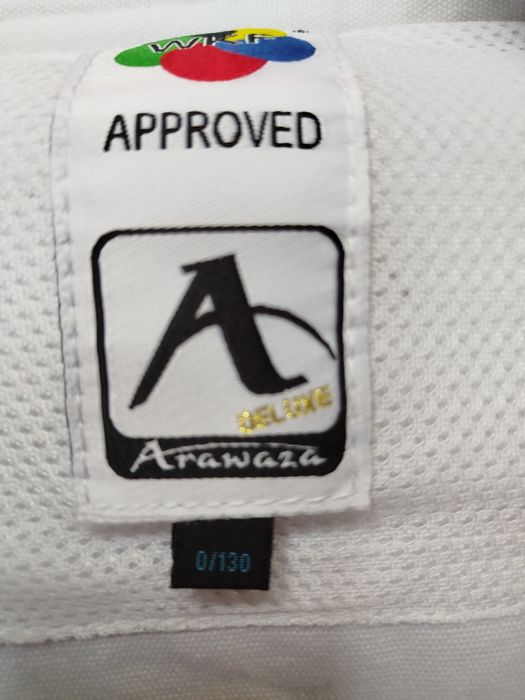 WKF
APPROVED
A
DELUXE
Arawaza
0/130